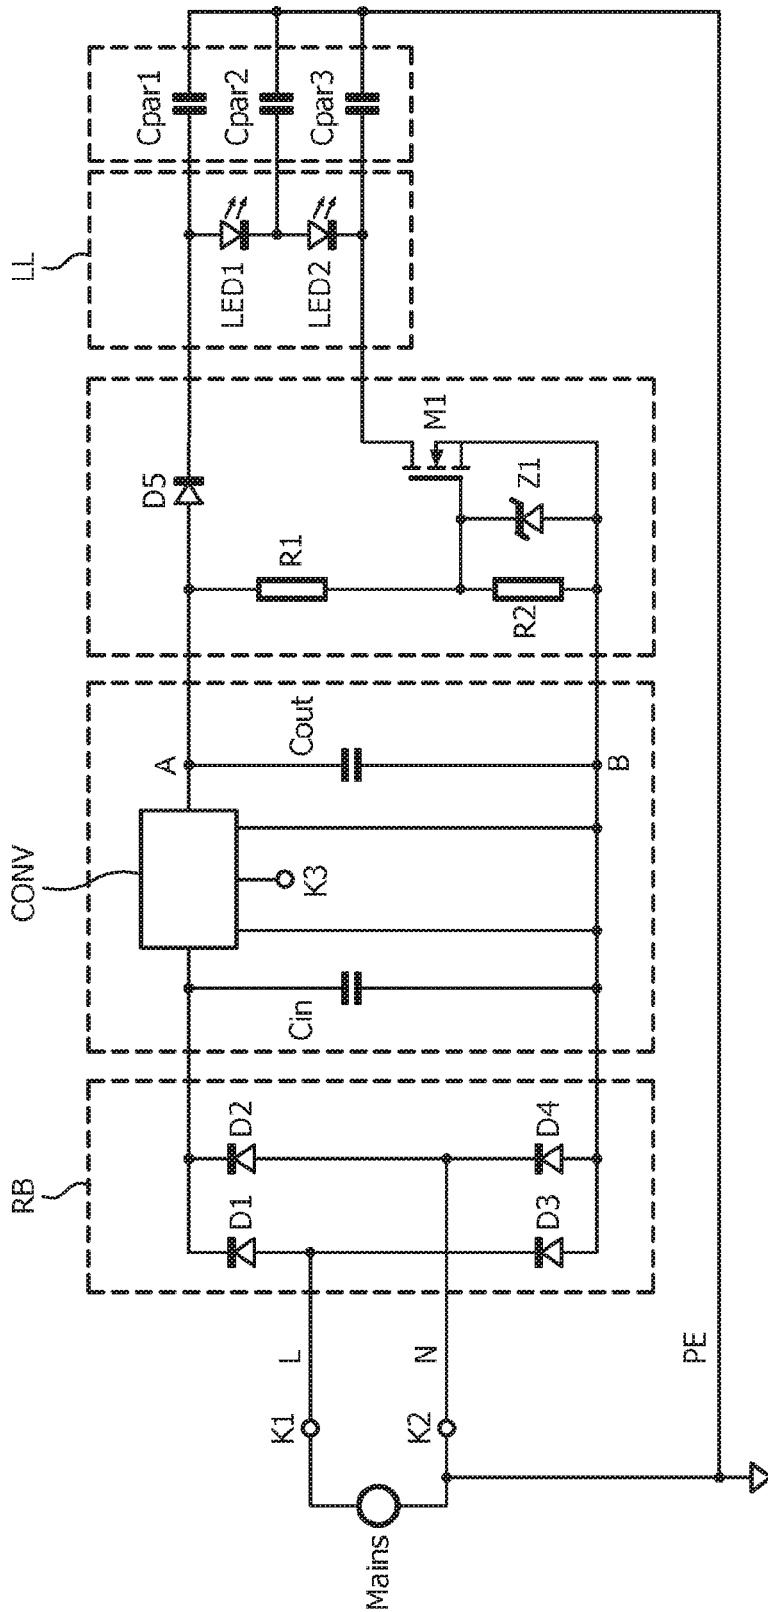 Mains
K1
K2
L
N
PE
RB
D1
D2
D3
D4
CONV
Cin
K3
A
Cout
B
D5
R1
R2
Z1
M1
LL
LED1
LED2
Cpar1
Cpar2
Cpar3